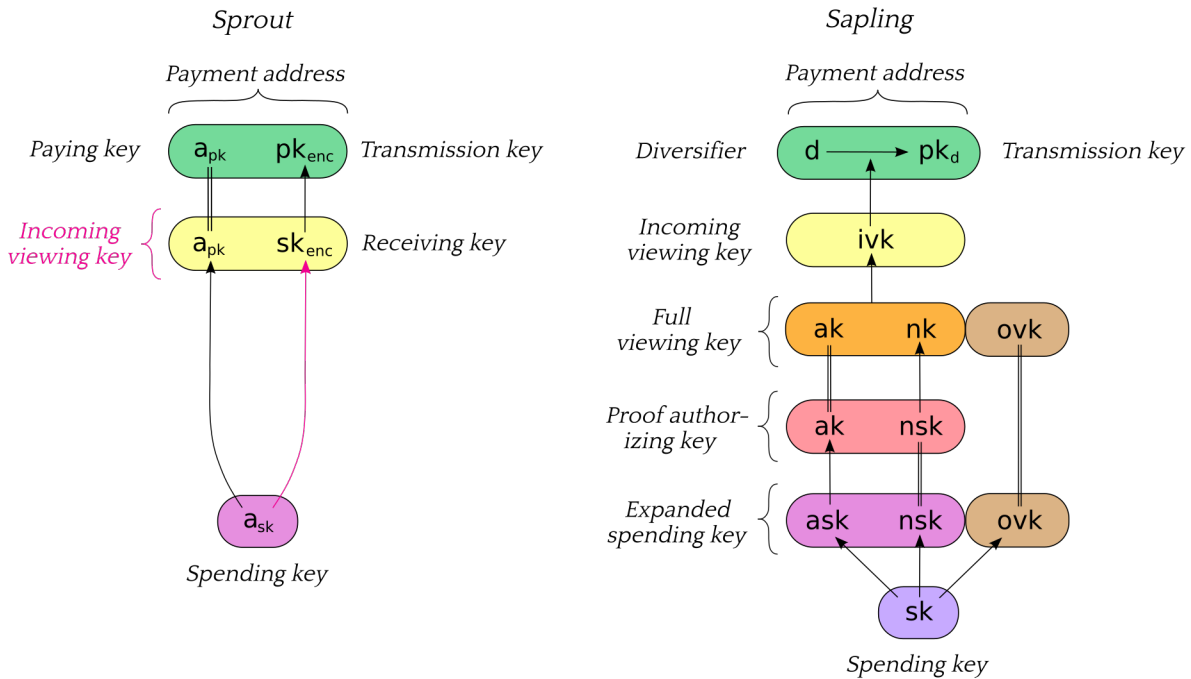 Sprout
Payment address
Paying key
a_pk pk_enc
Transmission key
Incoming
viewing key
a_pk sk_enc
Receiving key
a_sk
Spending key
Sapling
Payment address
Diversifier
d pk_d
Transmission key
Incoming
viewing key
ivk
Full
viewing key
ak nk ovk
Proof author-
izing key
ak nsk
Expanded
spending key
ask nsk ovk
sk
Spending key